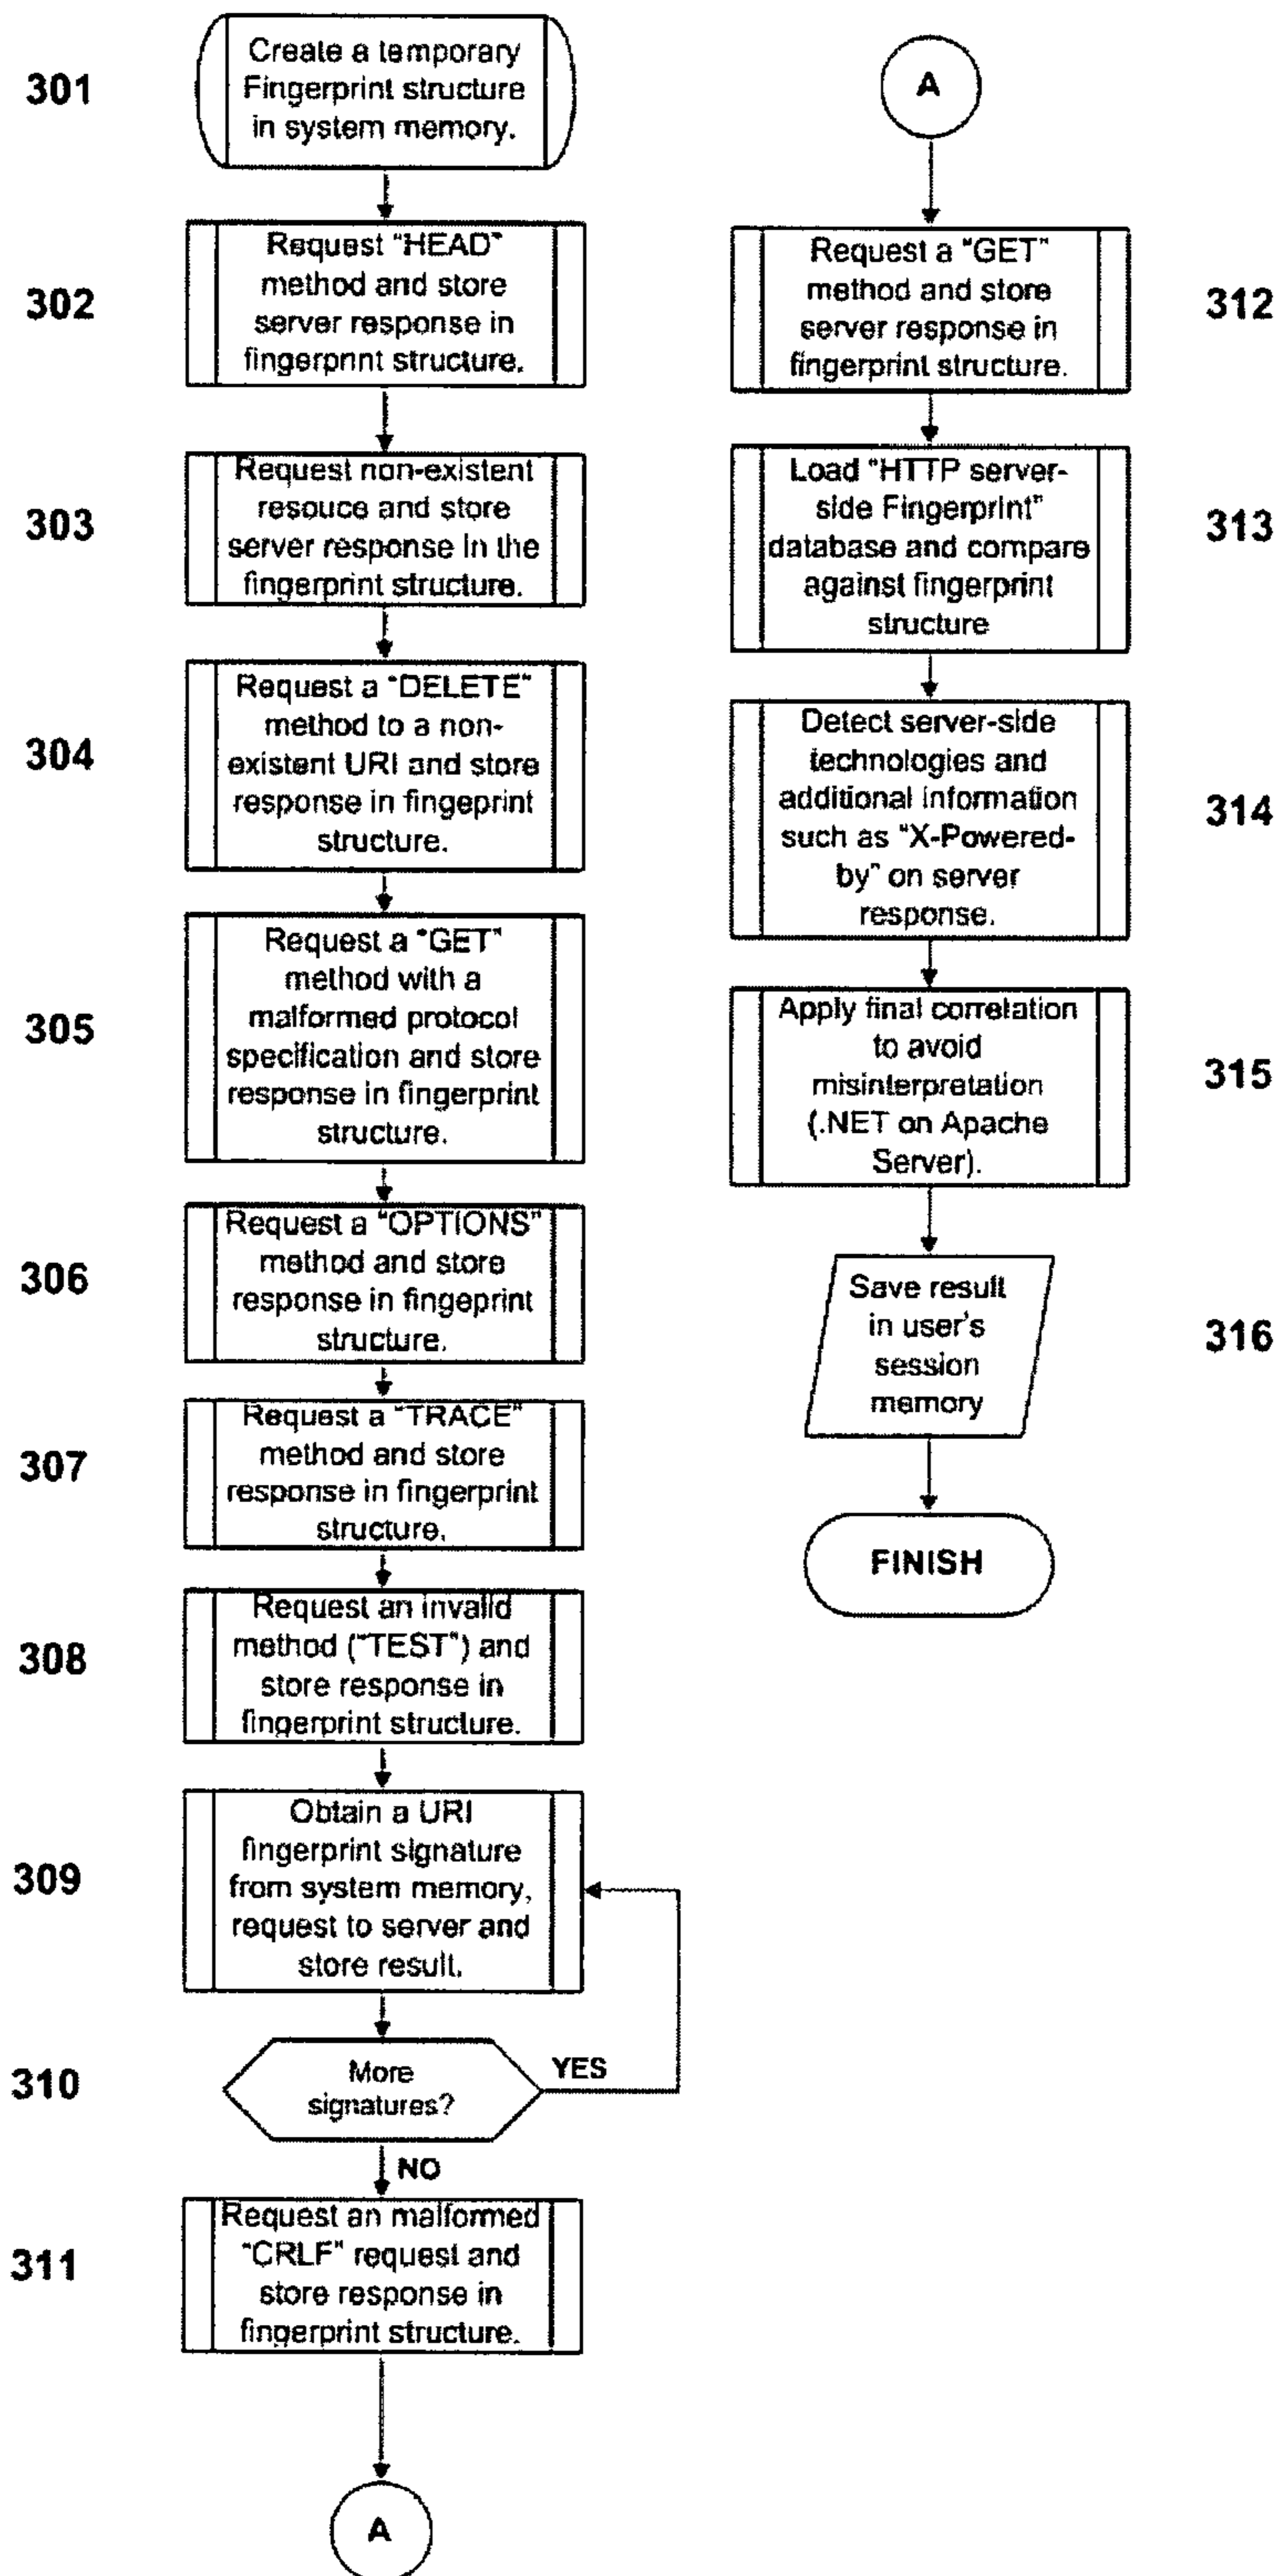 301
Create a temporary
Fingerprint structure
in system memory.
302
Request "HEAD"
method and store
server response in
fingerprint structure.
303
Request non-existent
resouce and store
server response in the
fingerprint structure.
304
Request a "DELETE"
method to a non-
existent URI and store
response in fingeprint
structure.
305
Request a "GET"
method with a
malformed protocol
specification and store
response in fingerprint
structure.
306
Request a "OPTIONS"
method and store
response in fingeprint
structure.
307
Request a "TRACE"
method and store
response in fingerprint
structure.
308
Request an invalid
method ("TEST") and
store response in
fingerprint structure.
309
Obtain a URI
fingerprint signature
from system memory,
request to server and
store result.
310
More
signatures?
YES
NO
311
Request an malformed
"CRLF" request and
store response in
fingerprint structure.
A
A
Request a "GET"
method and store
server response in
fingerprint structure.
312
Load "HTTP server-
side Fingerprint"
database and compare
against fingerprint
structure
313
Detect server-side
technologies and
additional information
such as "X-Powered-
by" on server
response.
314
Apply final correlation
to avoid
misinterpretation
(.NET on Apache
Server).
315
Save result
in user's
session
memory
316
FINISH